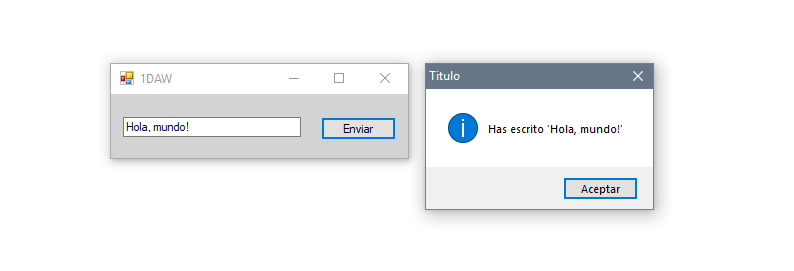 1DAW
Hola, mundo!
Enviar
Titulo
Has escrito 'Hola, mundo!'
Aceptar